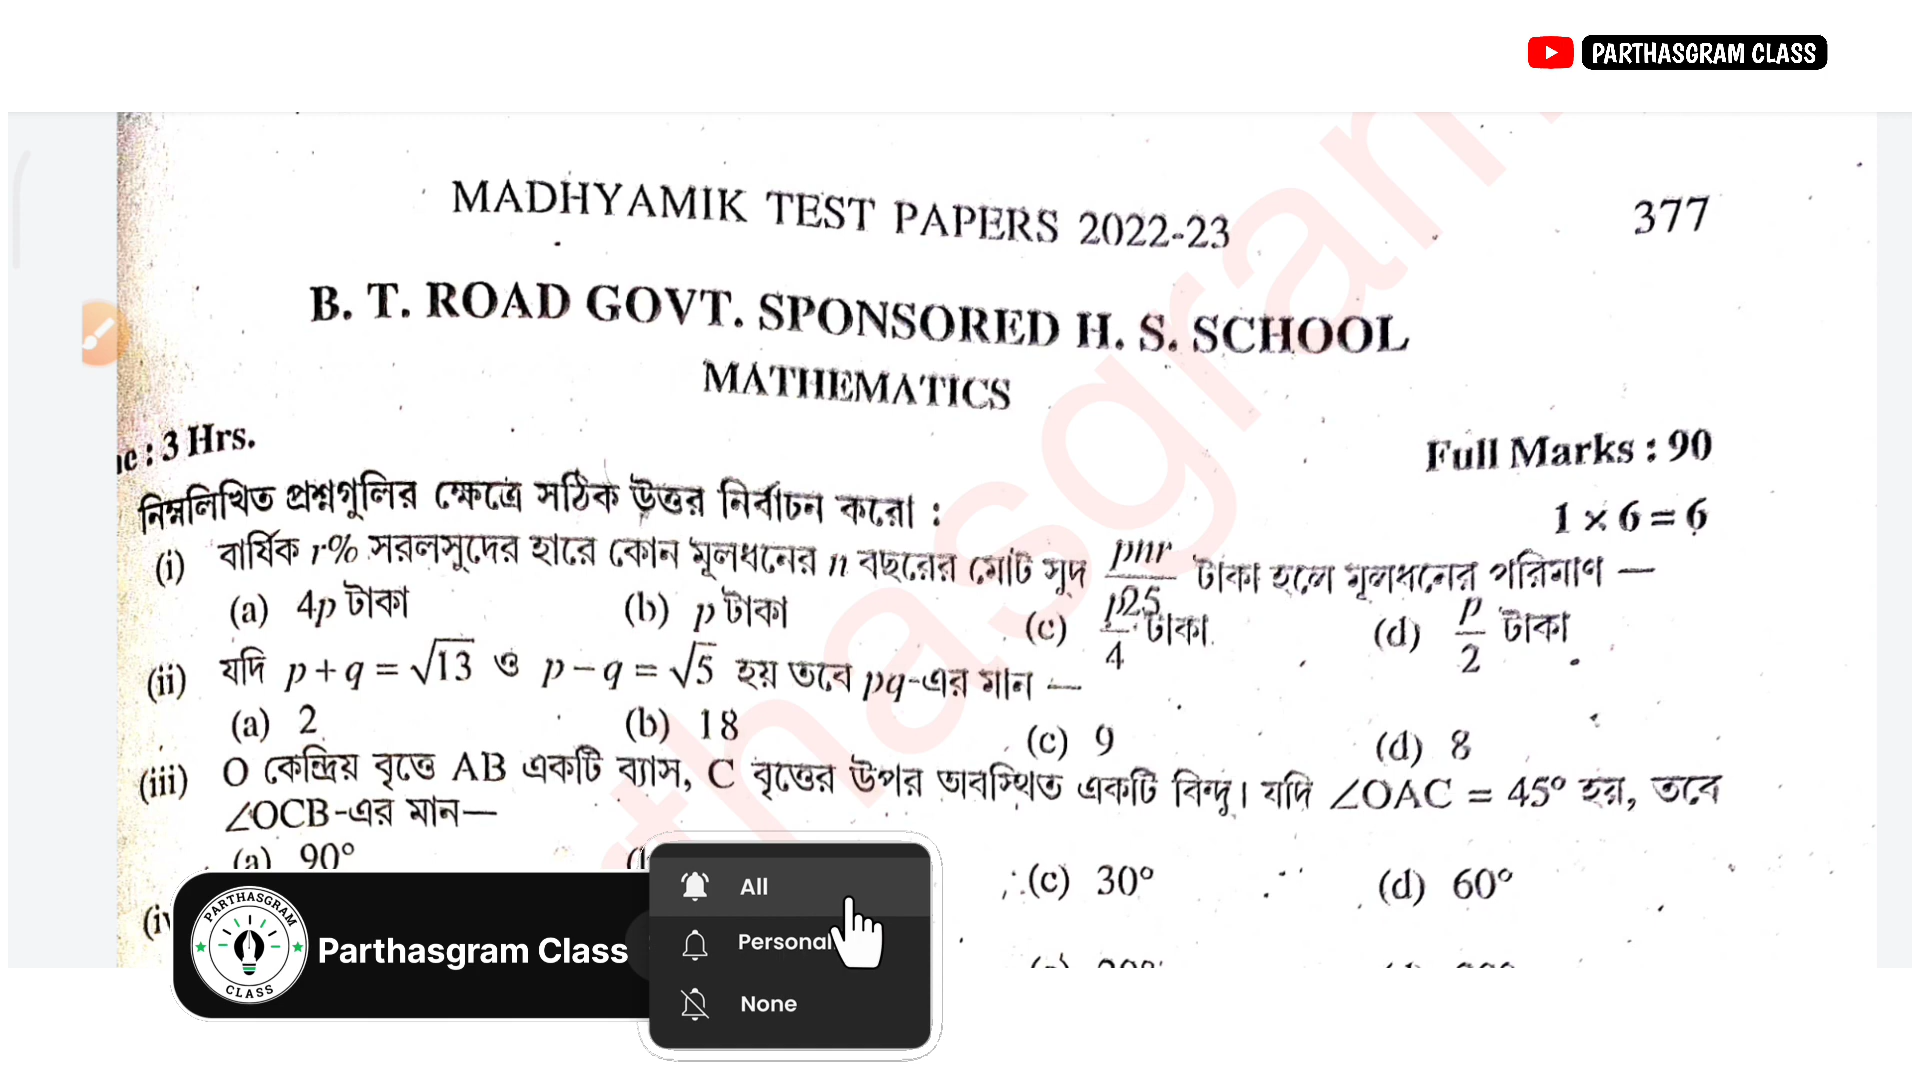 PARTHASGRAM CLASS
MADHYAMIK TEST PAPERS 2022-23 377
B. T. ROAD GOVT. SPONSORED H. S. SCHOOL
MATHEMATICS
: 3 Hrs.
Full Marks : 90
নিম্নলিখিত প্রশ্নগুলির ক্ষেত্রে সঠিক উত্তর নির্বাচন করো : 1 × 6 = 6
(i) বার্ষিক r% সরলসুদের হারে কোন মূলধনের n বছরের মোট সুদ pnr/25 টাকা হলে মূলধনের পরিমাণ —
(a) 4p টাকা (b) p টাকা (c) p/4 টাকা. (d) p/2 টাকা
(ii) যদি p + q = √13 ও p – q = √5 হয় তবে pq-এর মান —
(a) 2 (b) 18 (c) 9 (d) 8
(iii) O কেন্দ্রিয় বৃত্তে AB একটি ব্যাস, C বৃত্তের উপর অবস্থিত একটি বিন্দু। যদি ∠OAC = 45° হয়, তবে
∠OCB-এর মান—
(a) 90° (c) 30° (d) 60°
PARTHASGRAM
CLASS
Parthasgram Class
All
Personal
None